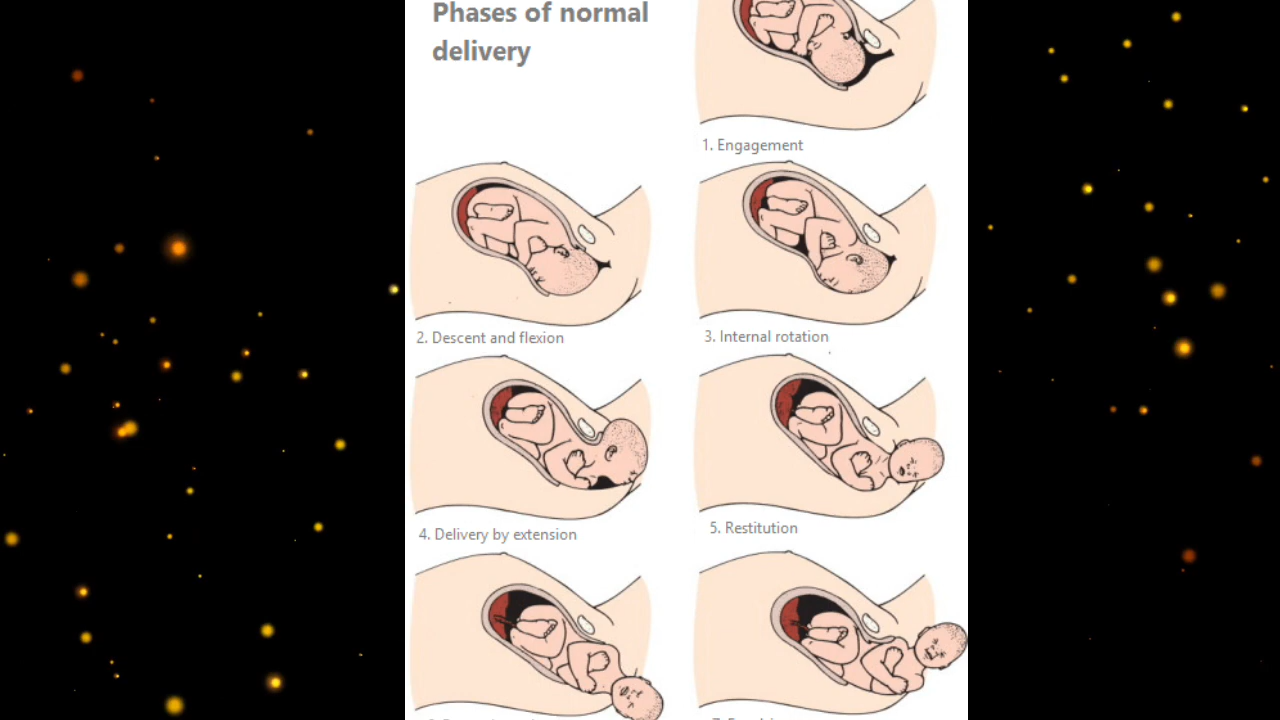 Phases of normal
delivery
1. Engagement
2. Descent and flexion
3. Internal rotation
4. Delivery by extension
5. Restitution